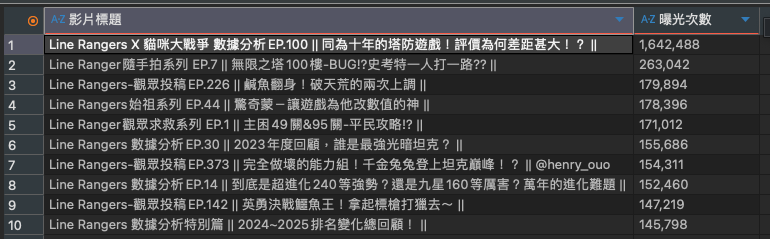 A-Z 影片標題 A-Z 曝光次數
1 Line Rangers X 貓咪大戰爭 數據分析 EP.100 || 同為十年的塔防遊戲！評價為何差距甚大！？ || 1,642,488
2 Line Ranger隨手拍系列 EP.7 || 無限之塔100樓-BUG!?史考特一人打一路?? || 263,042
3 Line Rangers-觀眾投稿EP.226 || 鹹魚翻身！破天荒的兩次上調 || 179,894
4 Line Rangers始祖系列 EP.44 || 驚奇蒙－讓遊戲為他改數值的神 || 178,396
5 Line Ranger觀眾求救系列 EP.1 || 主困49關&95關-平民攻略!? || 171,012
6 Line Rangers 數據分析EP.30 || 2023年度回顧，誰是最強光暗坦克？ || 155,686
7 Line Rangers-觀眾投稿EP.373 || 完全做壞的能力組！千金兔兔登上坦克巔峰！？ || @henry_ouo 154,311
8 Line Rangers 數據分析EP.14 || 到底是超進化240等強勢？還是九星160等厲害？萬年的進化難題 || 152,460
9 Line Rangers-觀眾投稿EP.142 || 英勇決戰鱷魚王！拿起標槍打獵去～ || 147,219
10 Line Rangers 數據分析特別篇 || 2024~2025排名變化總回顧！ || 145,798